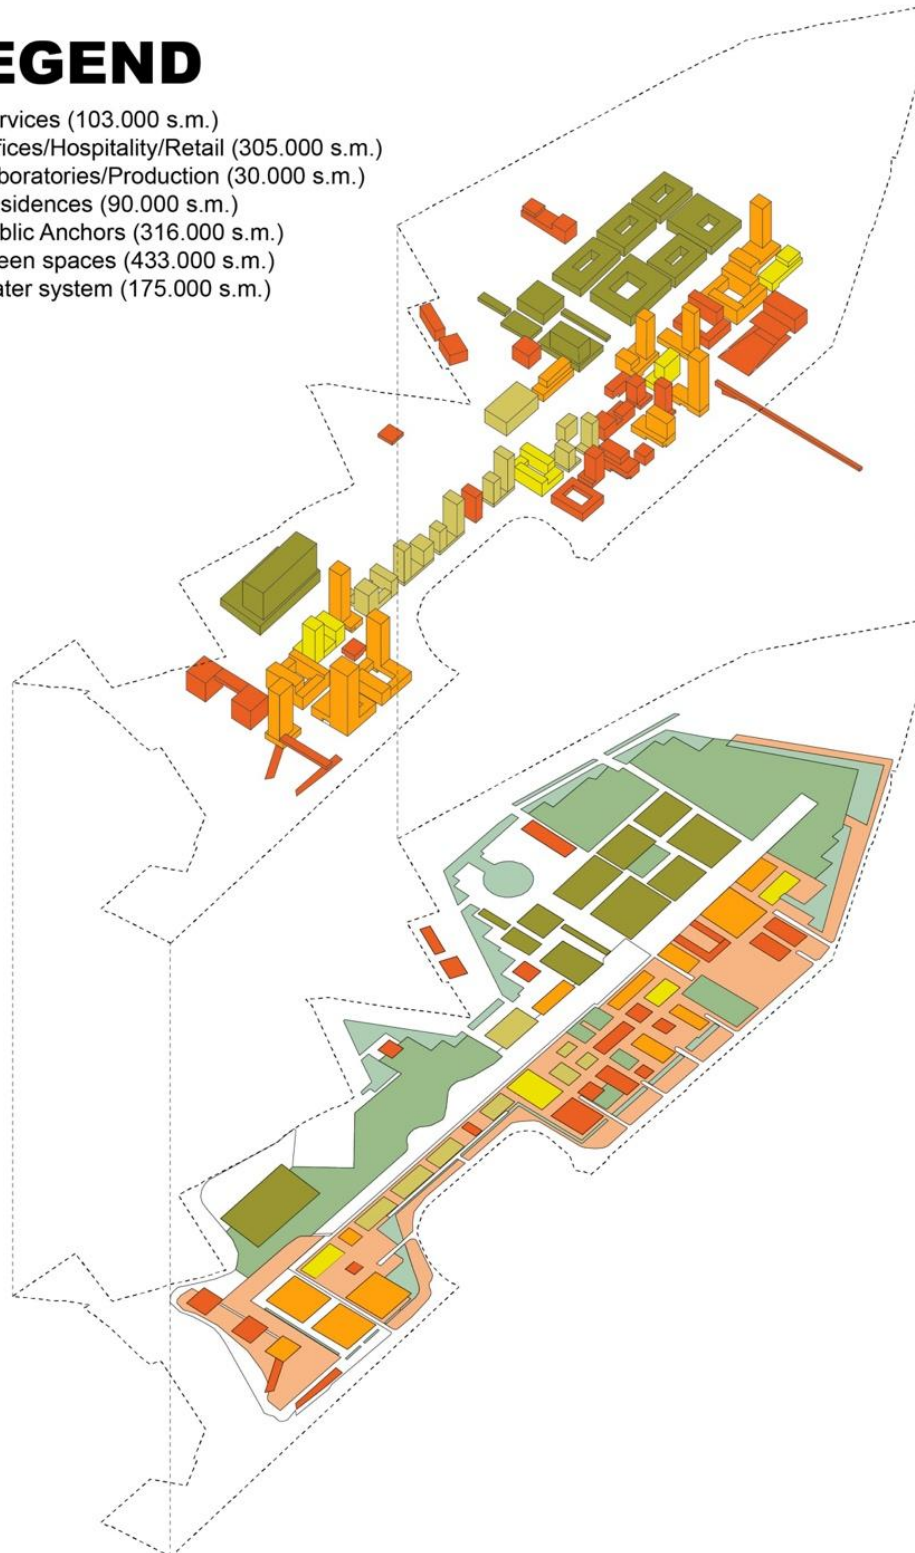 EGEND
rvices (103.000 s.m.)
fices/Hospitality/Retail (305.000 s.m.)
boratories/Production (30.000 s.m.)
sidences (90.000 s.m.)
blic Anchors (316.000 s.m.)
een spaces (433.000 s.m.)
ater system (175.000 s.m.)